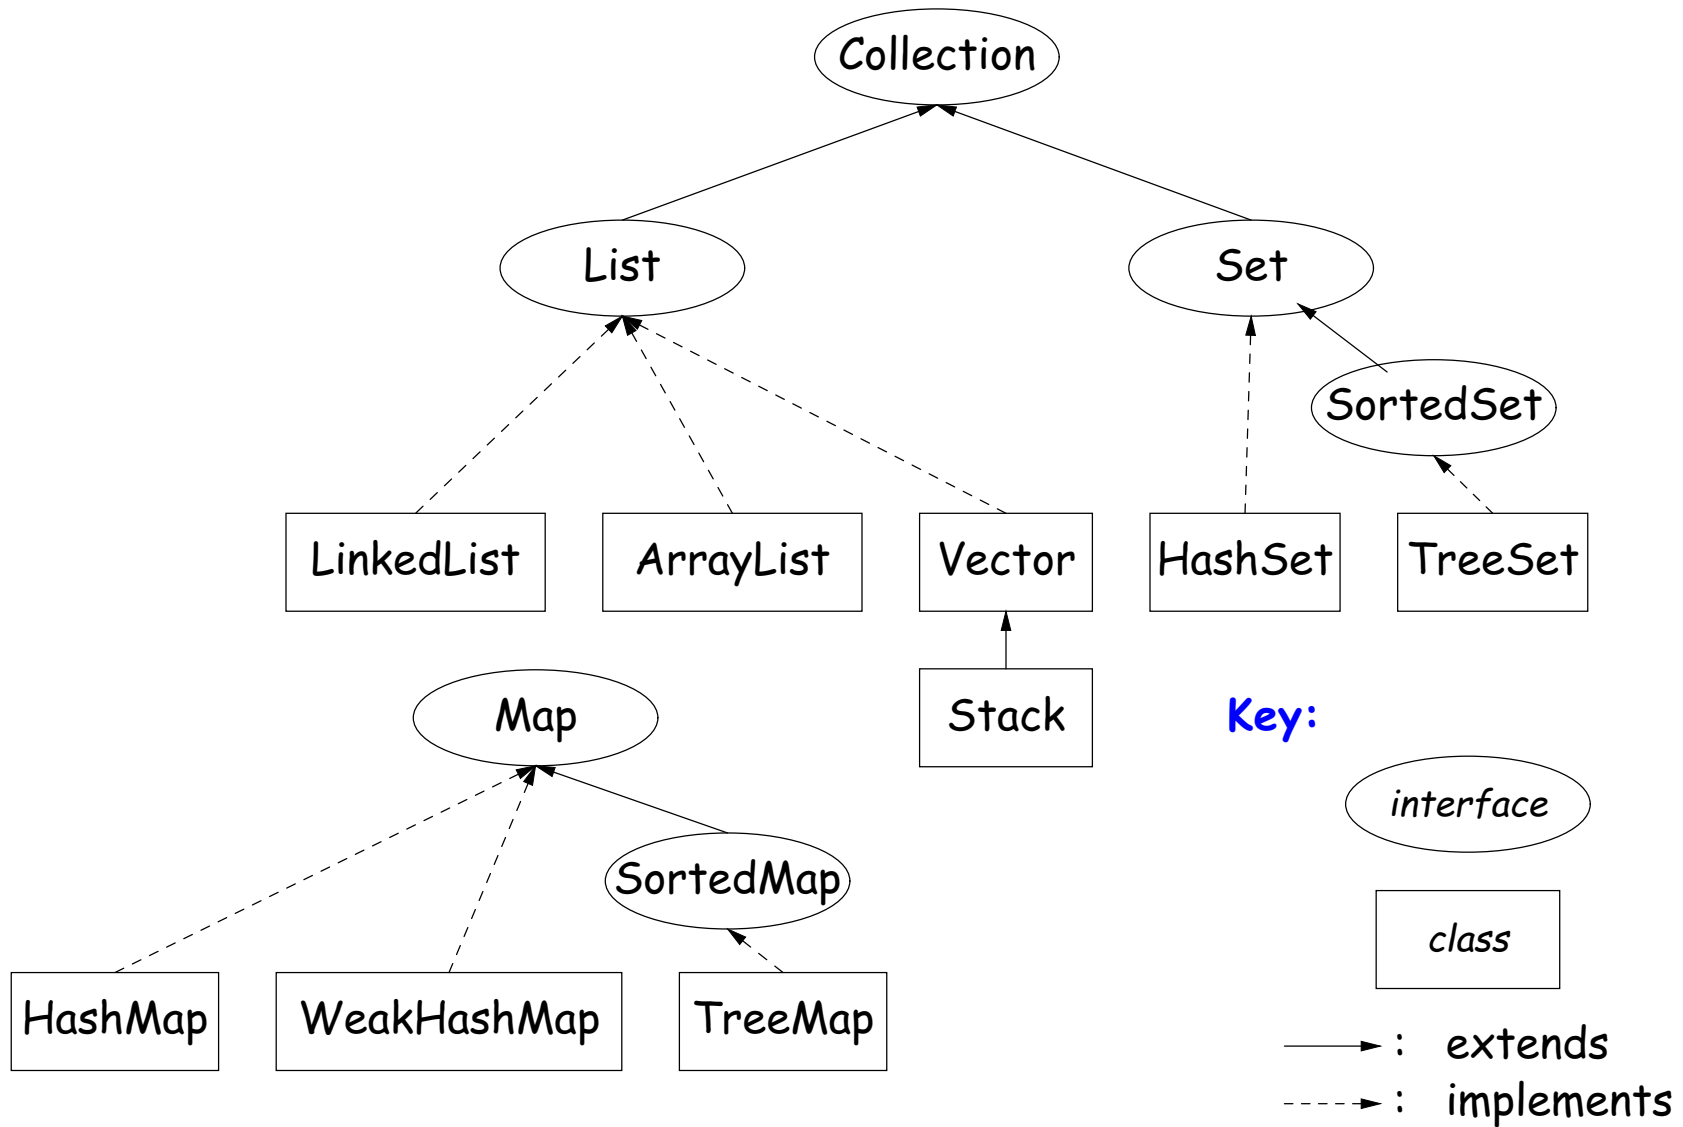 Collection
List
Set
SortedSet
LinkedList
ArrayList
Vector
HashSet
TreeSet
Stack
Map
SortedMap
HashMap
WeakHashMap
TreeMap
Key:
interface
class
: extends
: implements